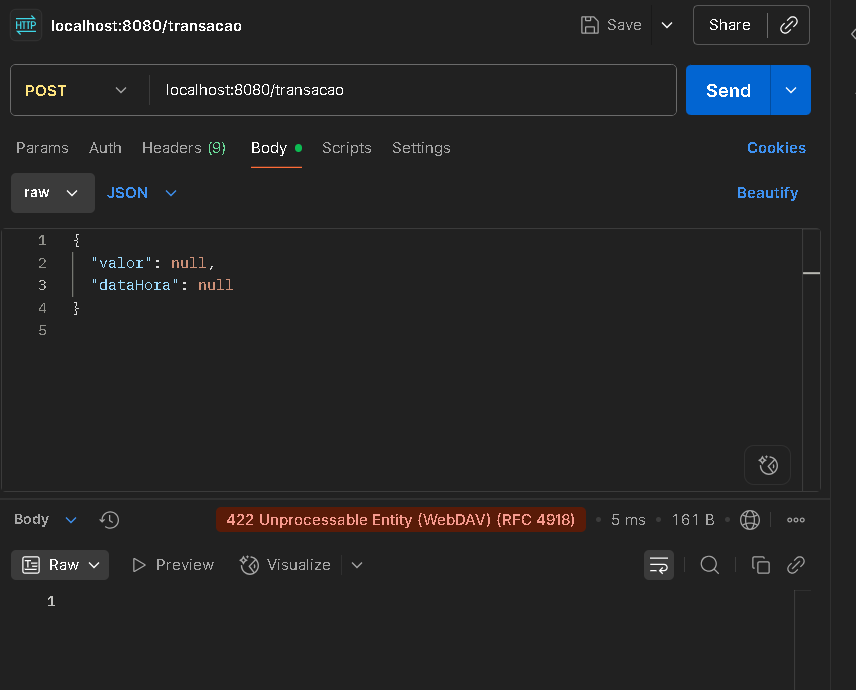 HTTP localhost:8080/transacao Save Share
POST localhost:8080/transacao Send
Params Auth Headers (9) Body Scripts Settings Cookies
raw JSON Beautify
1 {
2 "valor": null,
3 "dataHora": null
4 }
5
Body 422 Unprocessable Entity (WebDAV) (RFC 4918) • 5 ms • 161 B
Raw Preview Visualize
1